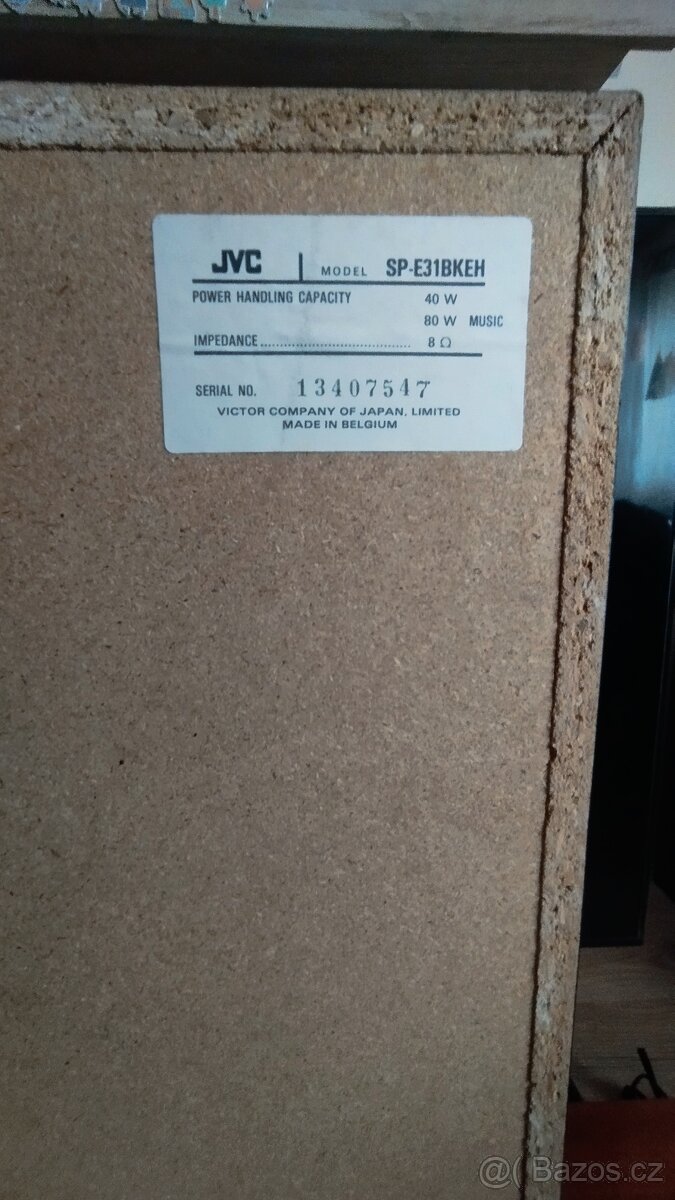 JVC | MODEL SP-E31BKEH
POWER HANDLING CAPACITY 40 W
80 W MUSIC
IMPEDANCE........................................ 8 Ω
SERIAL NO. 13407547
VICTOR COMPANY OF JAPAN, LIMITED
MADE IN BELGIUM
@( Bazos.cz